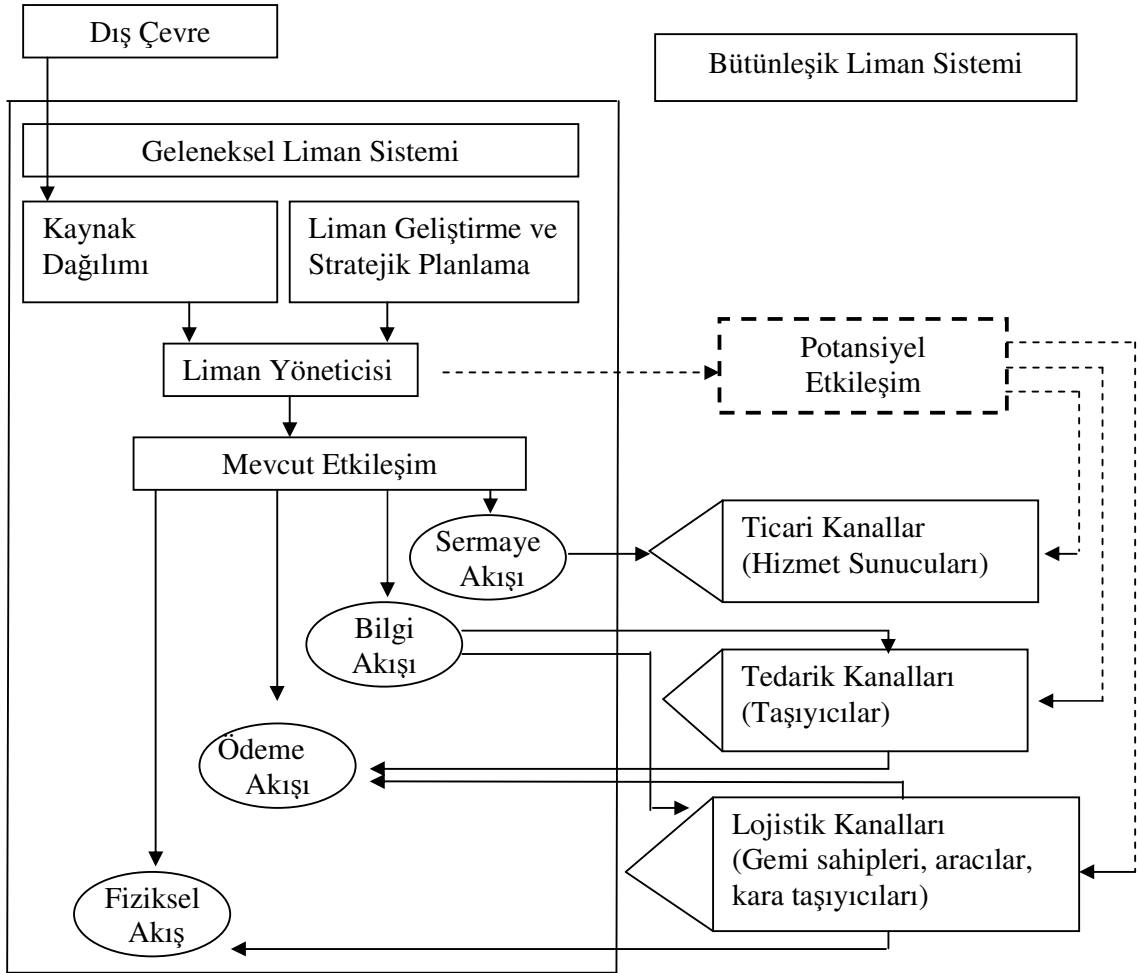 Dış Çevre
Bütünleşik Liman Sistemi
Geleneksel Liman Sistemi
Kaynak
Dağılımı
Liman Geliştirme ve
Stratejik Planlama
Liman Yöneticisi
Potansiyel
Etkileşim
Mevcut Etkileşim
Sermaye
Akışı
Ticari Kanallar
(Hizmet Sunucuları)
Bilgi
Akışı
Tedarik Kanalları
(Taşıyıcılar)
Ödeme
Akışı
Lojistik Kanalları
(Gemi sahipleri, aracılar,
kara taşıyıcıları)
Fiziksel
Akış